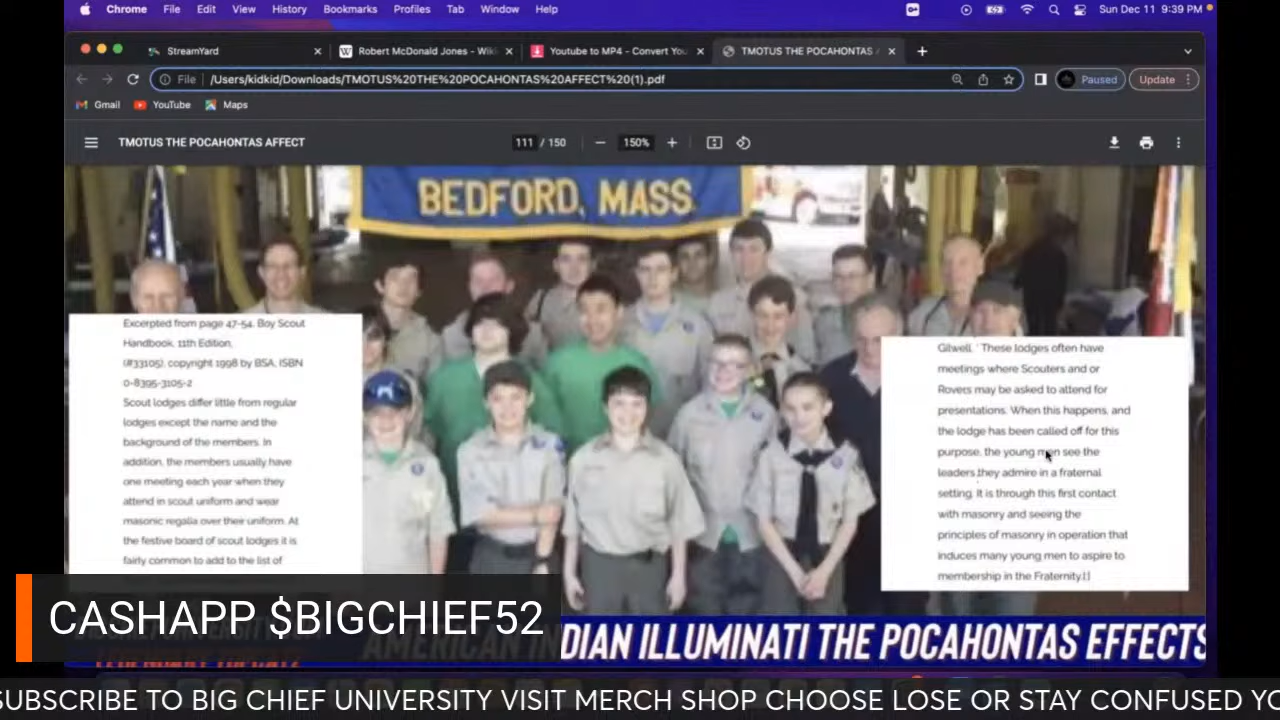 Chrome File Edit View History Bookmarks Profiles Tab Window Help Sun Dec 11 9:39 PM
StreamYard Robert McDonald Jones - Wiki Youtube to MP4 - Convert You TMOTUS THE POCAHONTAS A
File /Users/kidkid/Downloads/TMOTUS%20THE%20POCAHONTAS%20AFFECT%20(1).pdf Paused Update
Gmail YouTube Maps
TMOTUS THE POCAHONTAS AFFECT 111 / 150 150%
BEDFORD, MASS.
Excerpted from page 47-54, Boy Scout
Handbook, 11th Edition,
(#33105), copyright 1998 by BSA, ISBN
0-8395-3105-2
Scout lodges differ little from regular
lodges except the name and the
background of the members. In
addition, the members usually have
one meeting each year when they
attend in scout uniform and wear
masonic regalia over their uniform. At
the festive board of scout lodges it is
fairly common to add to the list of
Gilwell. ' These lodges often have
meetings where Scouters and or
Rovers may be asked to attend for
presentations. When this happens, and
the lodge has been called off for this
purpose, the young men see the
leaders they admire in a fraternal
setting. It is through this first contact
with masonry and seeing the
principles of masonry in operation that
induces many young men to aspire to
membership in the Fraternity.[.]
CASHAPP $BIGCHIEF52
AMERICAN INDIAN ILLUMINATI THE POCAHONTAS EFFECTS
SUBSCRIBE TO BIG CHIEF UNIVERSITY VISIT MERCH SHOP CHOOSE LOSE OR STAY CONFUSED YO